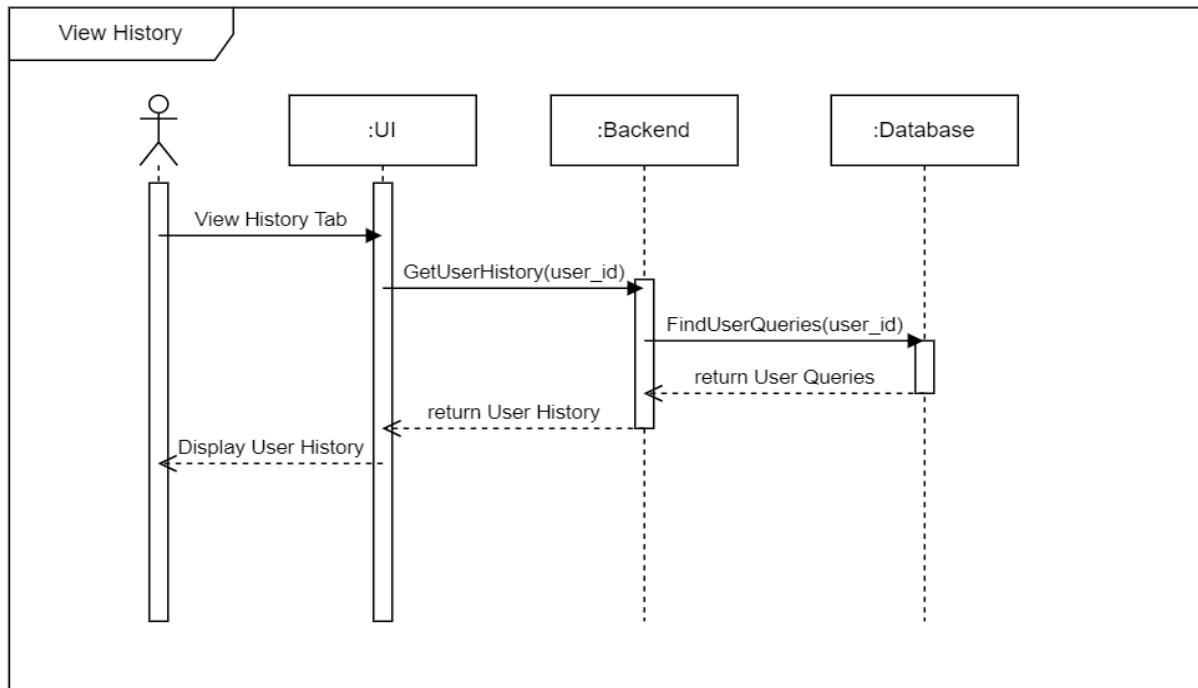 View History
:UI
:Backend
:Database
View History Tab
GetUserHistory(user_id)
FindUserQueries(user_id)
return User Queries
return User History
Display User History